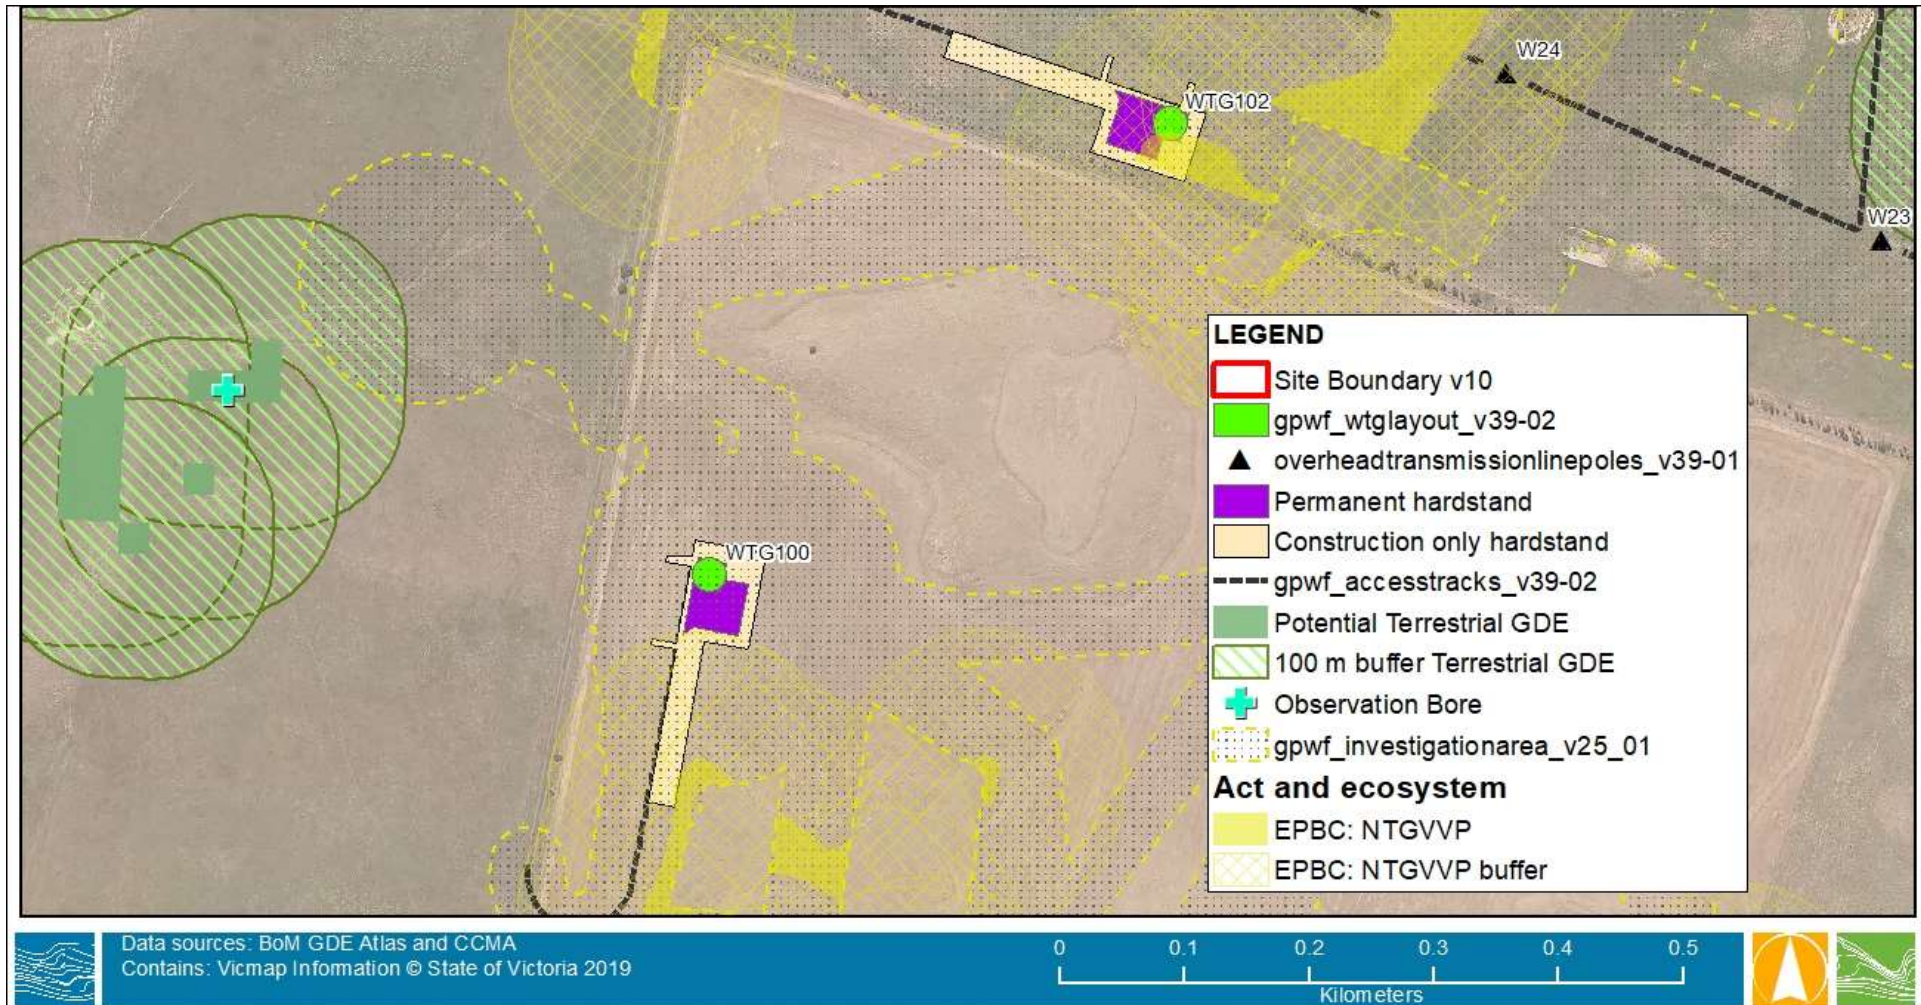 W24
WTG102
W23
WTG100
LEGEND
Site Boundary v10
gpwf_wtglayout_v39-02
overheadtransmissionlinepoles_v39-01
Permanent hardstand
Construction only hardstand
gpwf_accesstracks_v39-02
Potential Terrestrial GDE
100 m buffer Terrestrial GDE
Observation Bore
gpwf_investigationarea_v25_01
Act and ecosystem
EPBC: NTGVVP
EPBC: NTGVVP buffer
Data sources: BoM GDE Atlas and CCMA
Contains: Vicmap Information © State of Victoria 2019
0 0.1 0.2 0.3 0.4 0.5
Kilometers